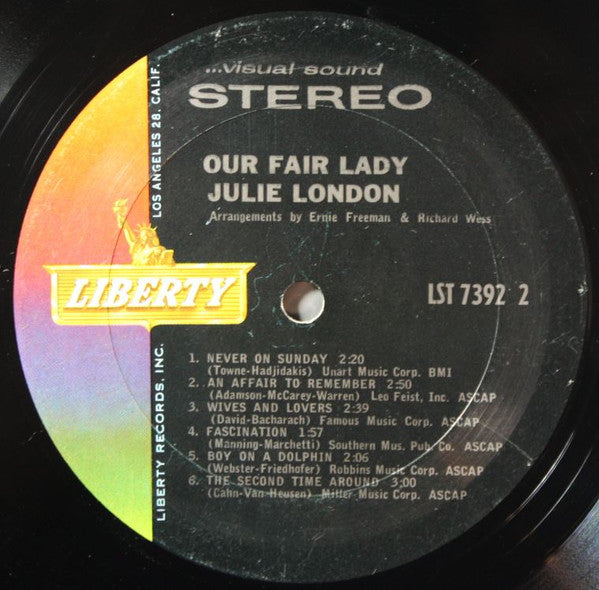 ...visual sound
STEREO
OUR FAIR LADY
JULIE LONDON
Arrangements by Ernie Freeman & Richard Wess
LIBERTY
LST 7392 2
1. NEVER ON SUNDAY 2:20
(Towne-Hadjidakis) Unart Music Corp. BMI
2. AN AFFAIR TO REMEMBER 2:50
(Adamson-McCarey-Warren) Leo Feist, Inc. ASCAP
3. WIVES AND LOVERS 2:39
(David-Bacharach) Famous Music Corp. ASCAP
4. FASCINATION 1:57
(Manning-Marchetti) Southern Mus. Pub. Co. ASCAP
5. BOY ON A DOLPHIN 2:06
(Webster-Friedhofer) Robbins Music Corp. ASCAP
6. THE SECOND TIME AROUND 3:00
(Cahn-Van Heusen) Miller Music Corp. ASCAP
LIBERTY RECORDS, INC.
LOS ANGELES 28, CALIF.